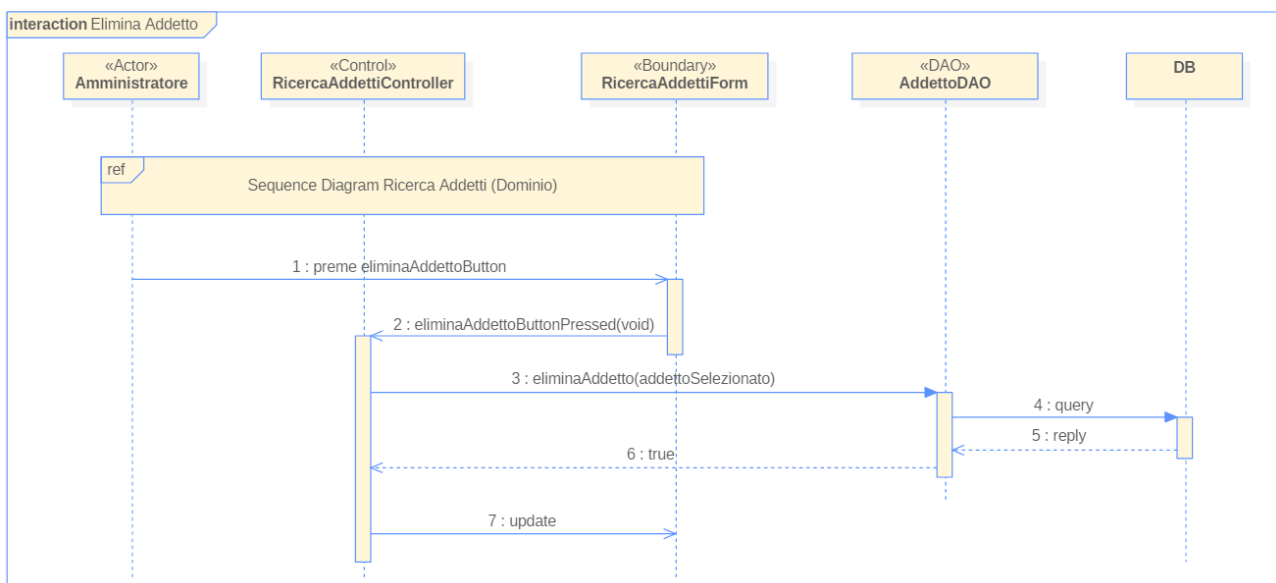 interaction Elimina Addetto
«Actor»
Amministratore
«Control»
RicercaAddettiController
«Boundary»
RicercaAddettiForm
«DAO»
AddettoDAO
DB
ref
Sequence Diagram Ricerca Addetti (Dominio)
1 : preme eliminaAddettoButton
2 : eliminaAddettoButtonPressed(void)
3 : eliminaAddetto(addettoSelezionato)
4 : query
5 : reply
6 : true
7 : update